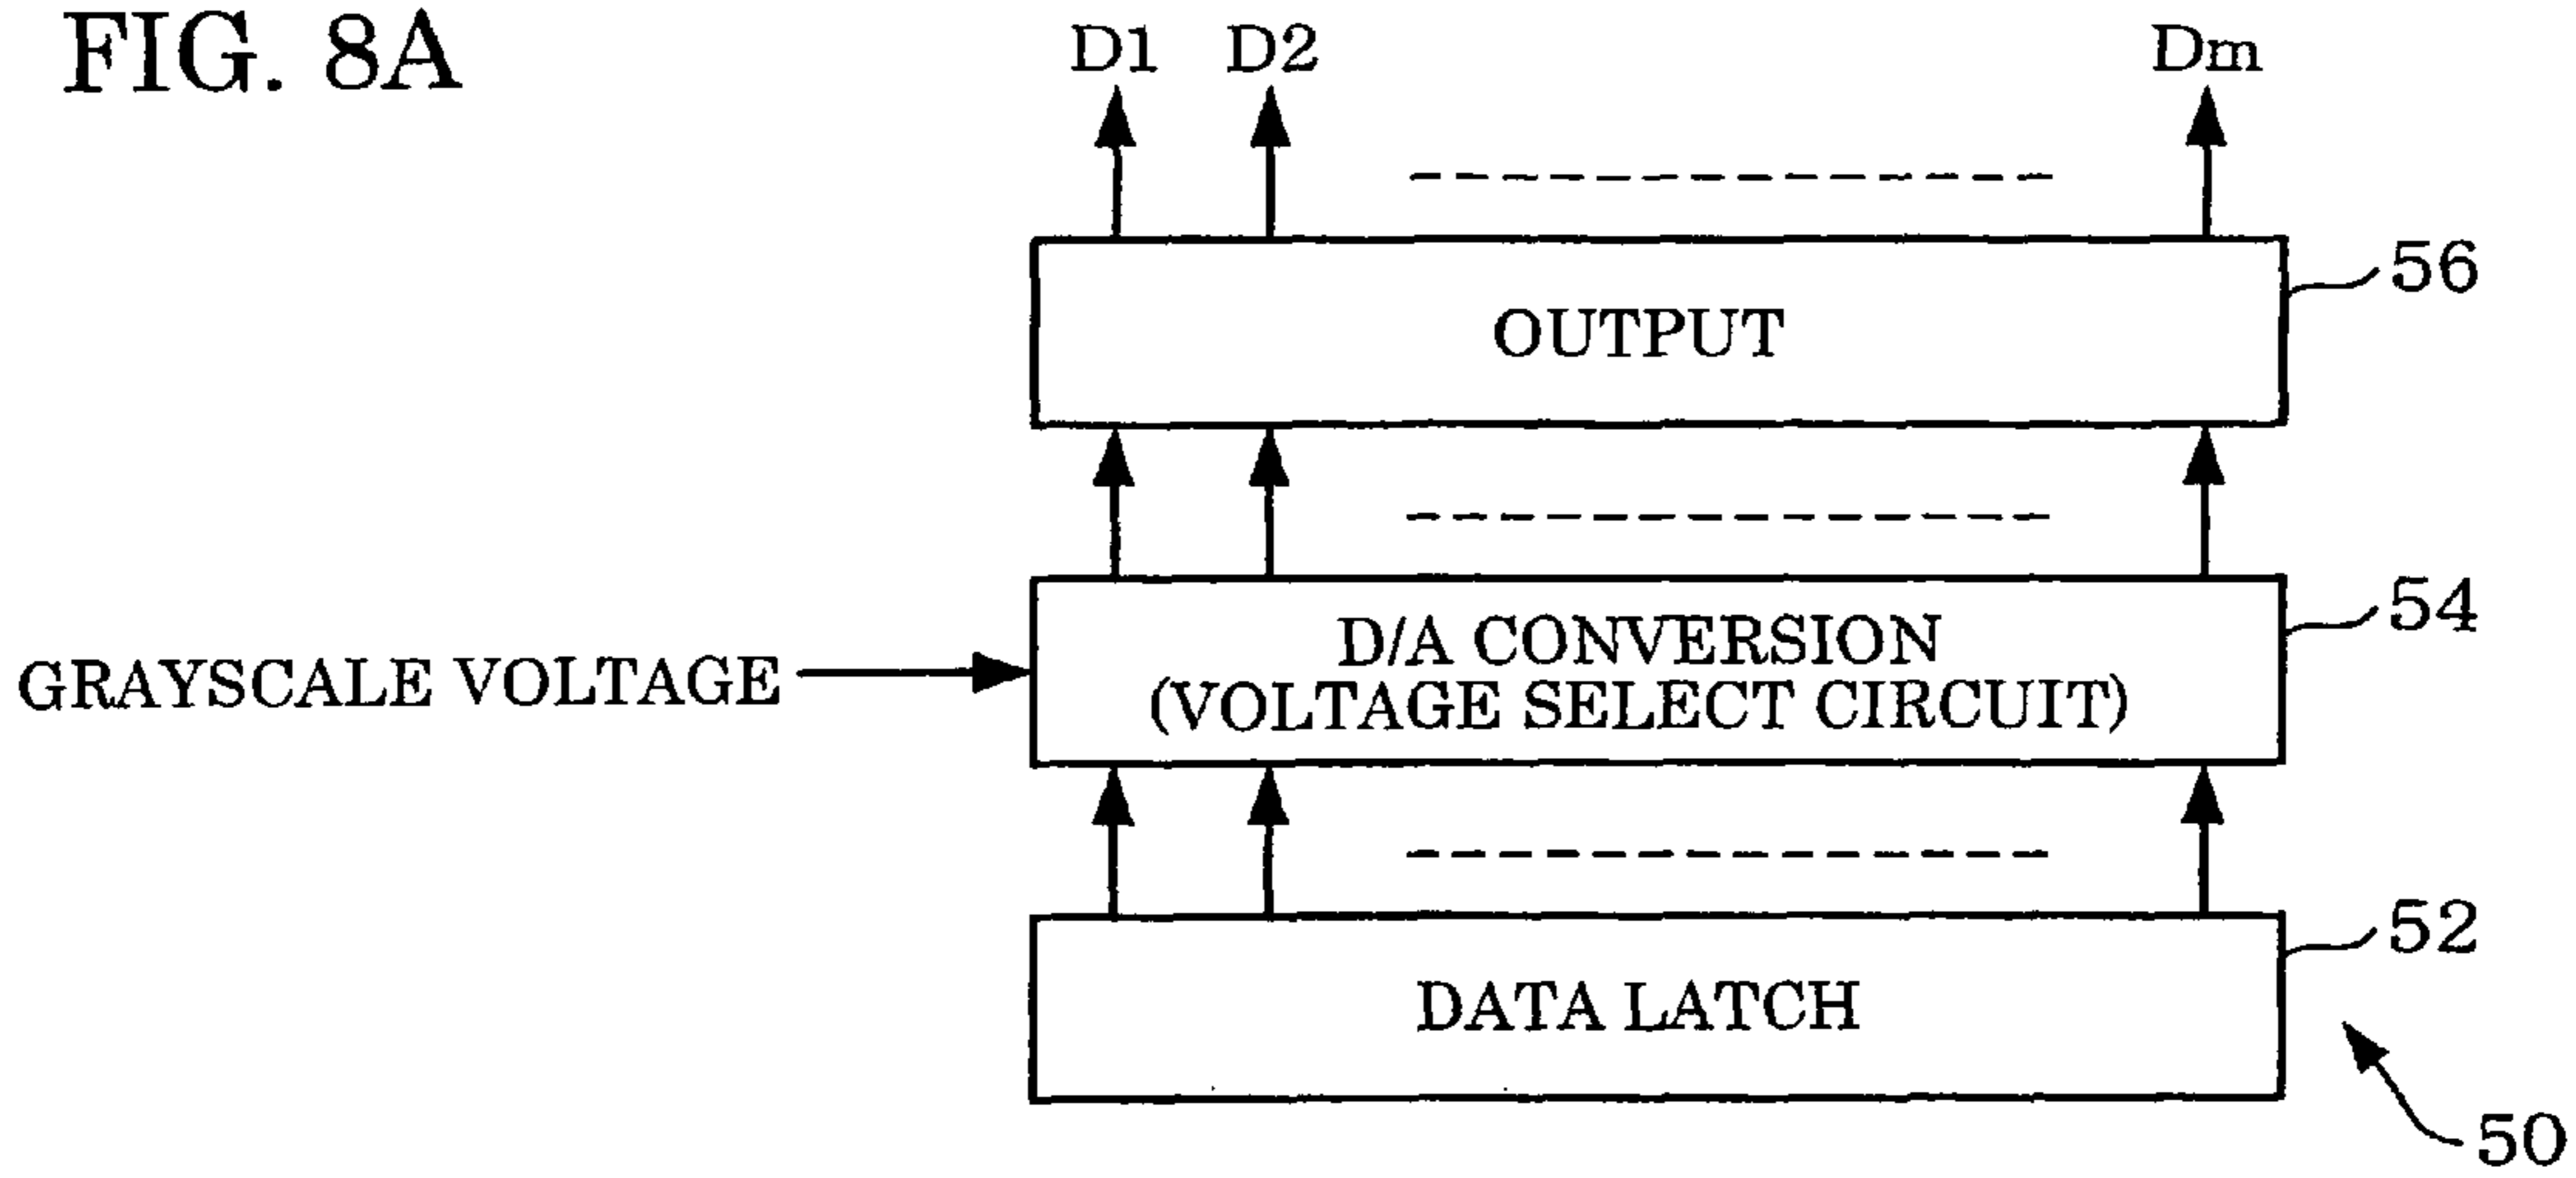 FIG. 8A
D1 D2 Dm
56
OUTPUT
54
D/A CONVERSION
(VOLTAGE SELECT CIRCUIT)
GRAYSCALE VOLTAGE
52
DATA LATCH
50